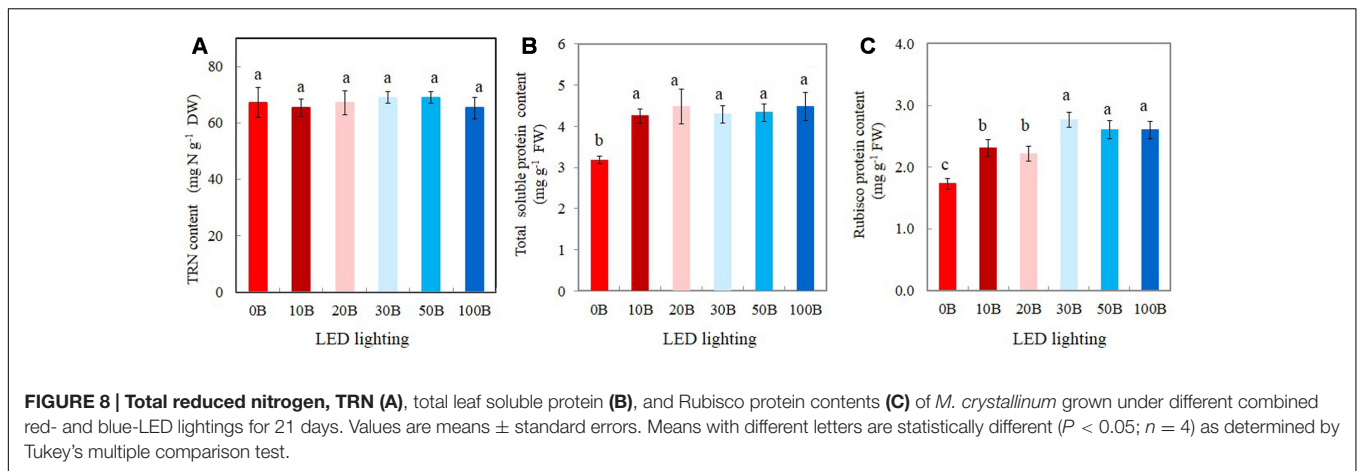 A
TRN content (mg N g-1 DW)
80
60
40
20
0
a a a a a a
0B 10B 20B 30B 50B 100B
LED lighting
B
Total soluble protein content
(mg g-1 FW)
6
5
4
3
2
1
0
b a a a a a
0B 10B 20B 30B 50B 100B
LED lighting
C
Rubisco protein content
(mg g-1 FW)
4.0
3.0
2.0
1.0
0.0
c b b a a a
0B 10B 20B 30B 50B 100B
LED lighting
FIGURE 8 | Total reduced nitrogen, TRN (A), total leaf soluble protein (B), and Rubisco protein contents (C) of M. crystallinum grown under different combined
red- and blue-LED lightings for 21 days. Values are means ± standard errors. Means with different letters are statistically different (P < 0.05; n = 4) as determined by
Tukey's multiple comparison test.